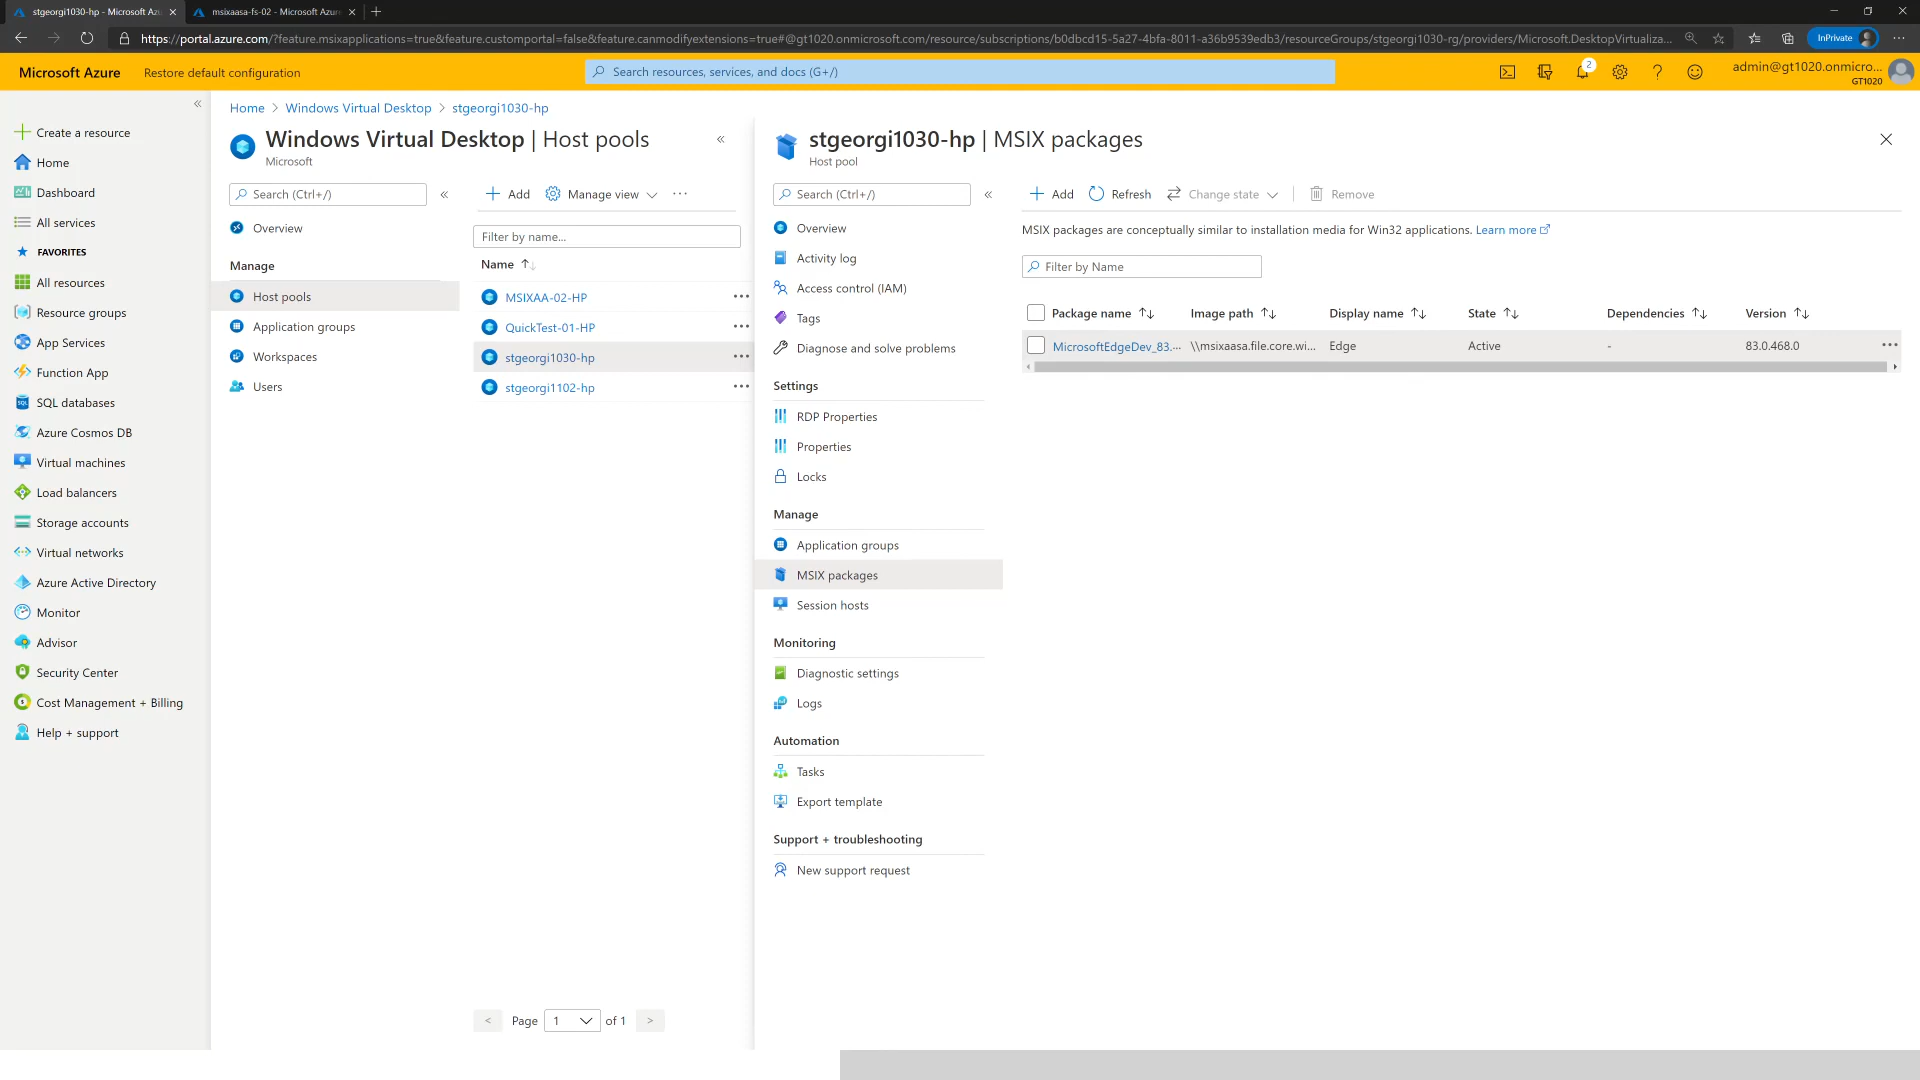 stgeorgi1030-hp - Microsoft Azu
msixaasa-fs-02 - Microsoft Azure
https://portal.azure.com/?feature.msixapplications=true&feature.customportal=false&feature.canmodifyextensions=true#@gt1020.onmicrosoft.com/resource/subscriptions/b0dbcd15-5a27-4bfa-8011-a36b9539edb3/resourceGroups/stgeorgi1030-rg/providers/Microsoft.DesktopVirtualiza...
InPrivate
Microsoft Azure
Restore default configuration
Search resources, services, and docs (G+/)
2
admin@gt1020.onmicro...
GT1020
Create a resource
Home
Dashboard
All services
FAVORITES
All resources
Resource groups
App Services
Function App
SQL databases
Azure Cosmos DB
Virtual machines
Load balancers
Storage accounts
Virtual networks
Azure Active Directory
Monitor
Advisor
Security Center
Cost Management + Billing
Help + support
Home > Windows Virtual Desktop > stgeorgi1030-hp
Windows Virtual Desktop | Host pools
Microsoft
Search (Ctrl+/)
Overview
Manage
Host pools
Application groups
Workspaces
Users
Add
Manage view
Filter by name...
Name
MSIXAA-02-HP
QuickTest-01-HP
stgeorgi1030-hp
stgeorgi1102-hp
< Page 1 of 1 >
stgeorgi1030-hp | MSIX packages
Host pool
Search (Ctrl+/)
Overview
Activity log
Access control (IAM)
Tags
Diagnose and solve problems
Settings
RDP Properties
Properties
Locks
Manage
Application groups
MSIX packages
Session hosts
Monitoring
Diagnostic settings
Logs
Automation
Tasks
Export template
Support + troubleshooting
New support request
Add Refresh Change state Remove
MSIX packages are conceptually similar to installation media for Win32 applications. Learn more
Filter by Name
Package name Image path Display name State Dependencies Version
MicrosoftEdgeDev_83.... \\msixaasa.file.core.wi... Edge Active - 83.0.468.0